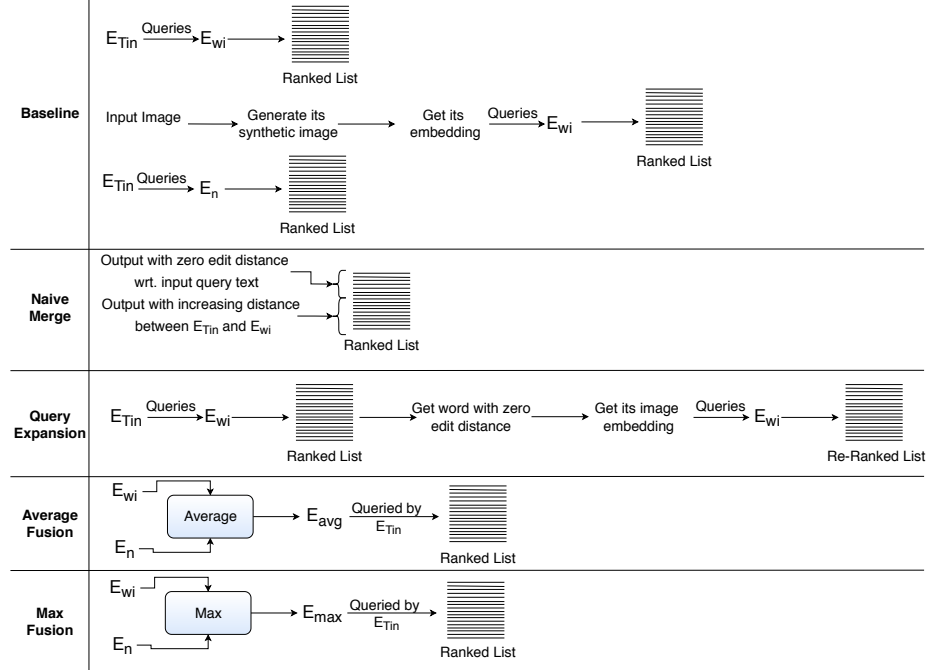 Baseline
E_Tin Queries E_wi
Ranked List
Input Image
Generate its
synthetic image
Get its
embedding
Queries E_wi
Ranked List
E_Tin Queries E_n
Ranked List
Naive
Merge
Output with zero edit distance
wrt. input query text
Output with increasing distance
between E_Tin and E_wi
Ranked List
Query
Expansion
E_Tin Queries E_wi
Ranked List
Get word with zero
edit distance
Get its image
embedding
Queries E_wi
Re-Ranked List
Average
Fusion
E_wi
E_n
Average
E_avg
Queried by
E_Tin
Ranked List
Max
Fusion
E_wi
E_n
Max
E_max
Queried by
E_Tin
Ranked List